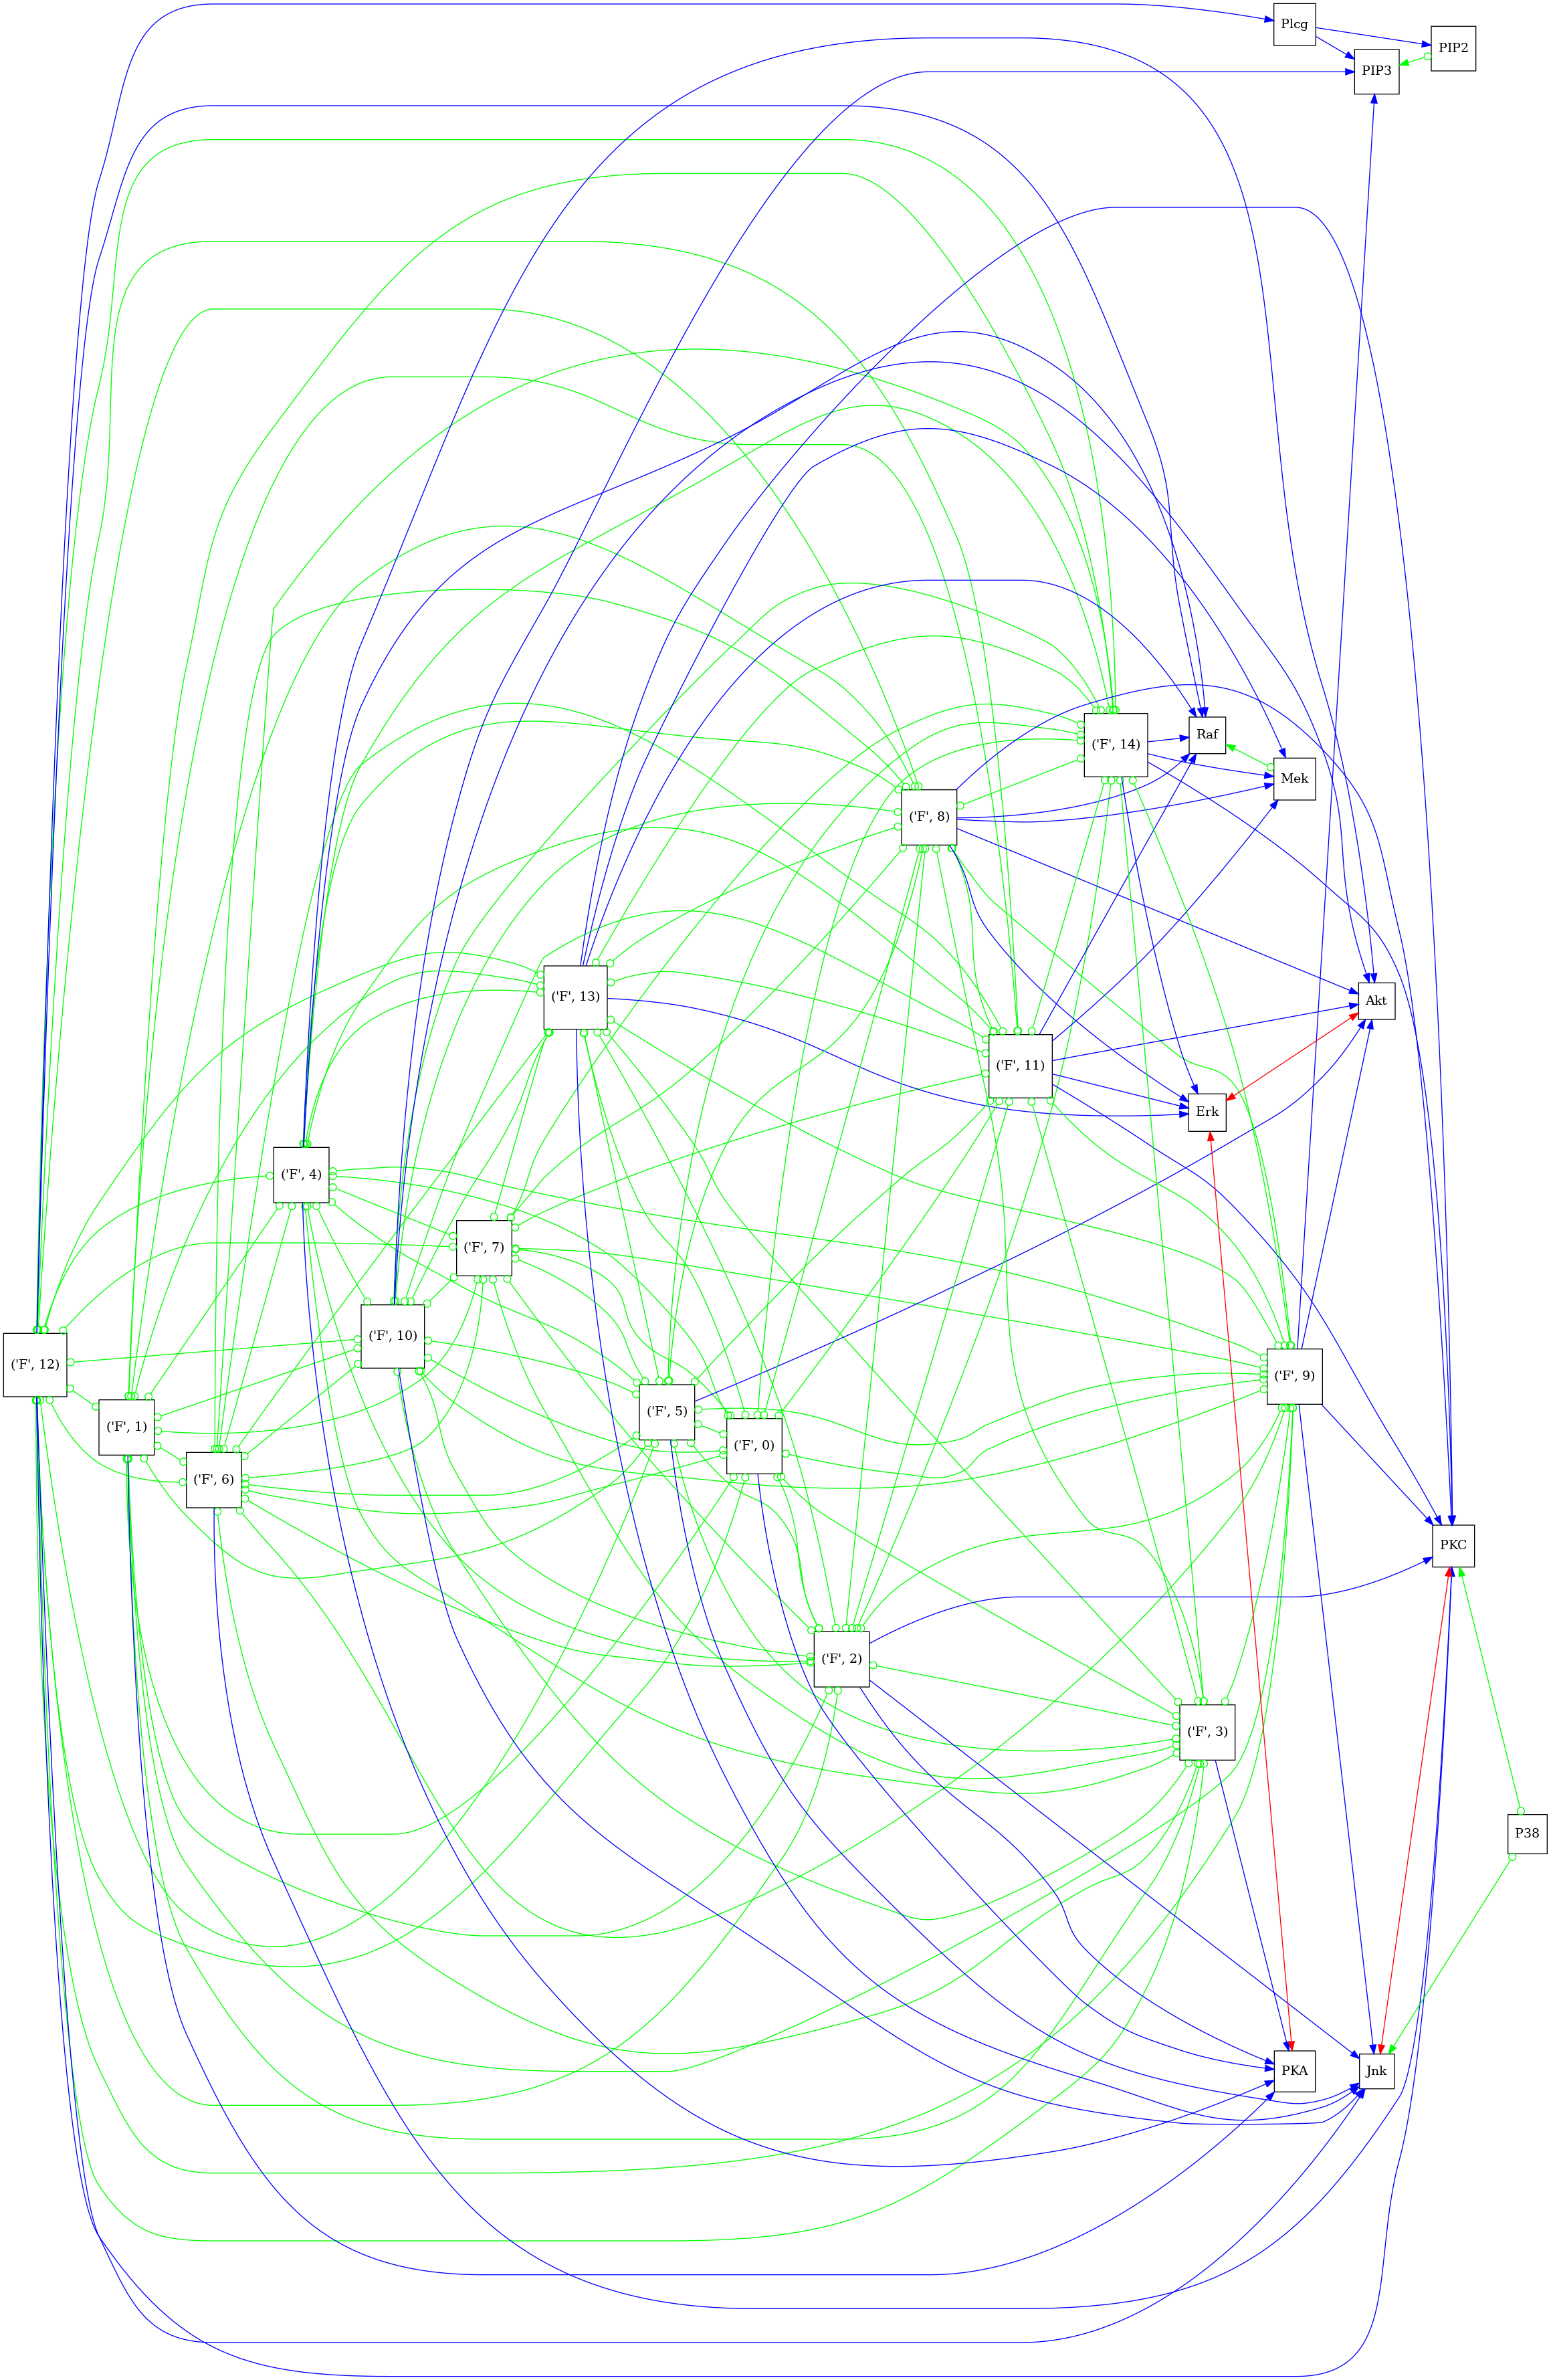 Plcg
PIP2
PIP3
('F', 14)
Raf
Mek
('F', 8)
('F', 13)
Akt
('F', 11)
Erk
('F', 4)
('F', 7)
('F', 10)
('F', 12)
('F', 9)
('F', 5)
('F', 1)
('F', 0)
('F', 6)
PKC
('F', 2)
('F', 3)
P38
PKA
Jnk